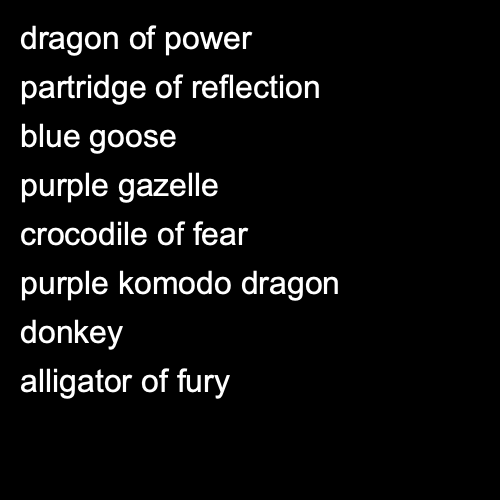 dragon of power
partridge of reflection
blue goose
purple gazelle
crocodile of fear
purple komodo dragon
donkey
alligator of fury